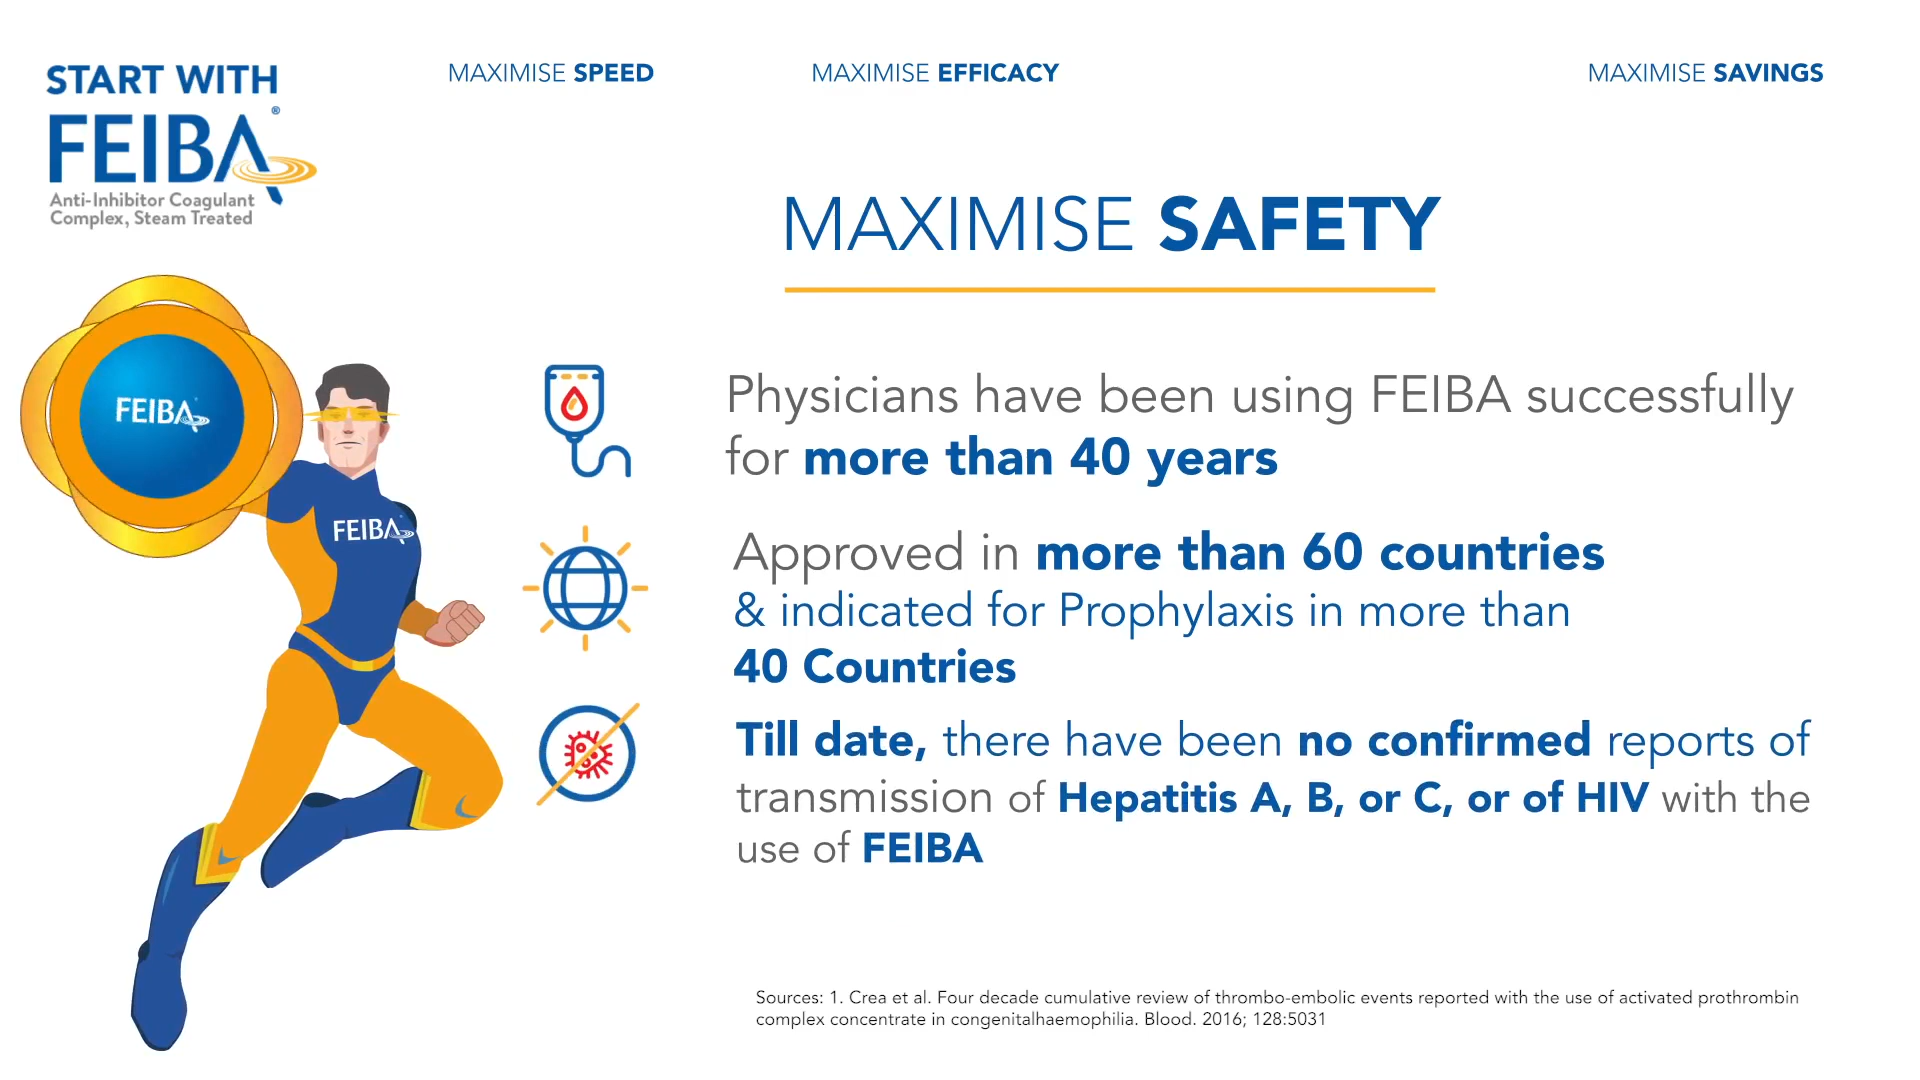 START WITH
FEIBA®
Anti-Inhibitor Coagulant
Complex, Steam Treated
MAXIMISE SPEED
MAXIMISE EFFICACY
MAXIMISE SAVINGS
MAXIMISE SAFETY
FEIBA
FEIBA
Physicians have been using FEIBA successfully
for more than 40 years
Approved in more than 60 countries
& indicated for Prophylaxis in more than
40 Countries
Till date, there have been no confirmed reports of
transmission of Hepatitis A, B, or C, or of HIV with the
use of FEIBA
Sources: 1. Crea et al. Four decade cumulative review of thrombo-embolic events reported with the use of activated prothrombin
complex concentrate in congenitalhaemophilia. Blood. 2016; 128:5031